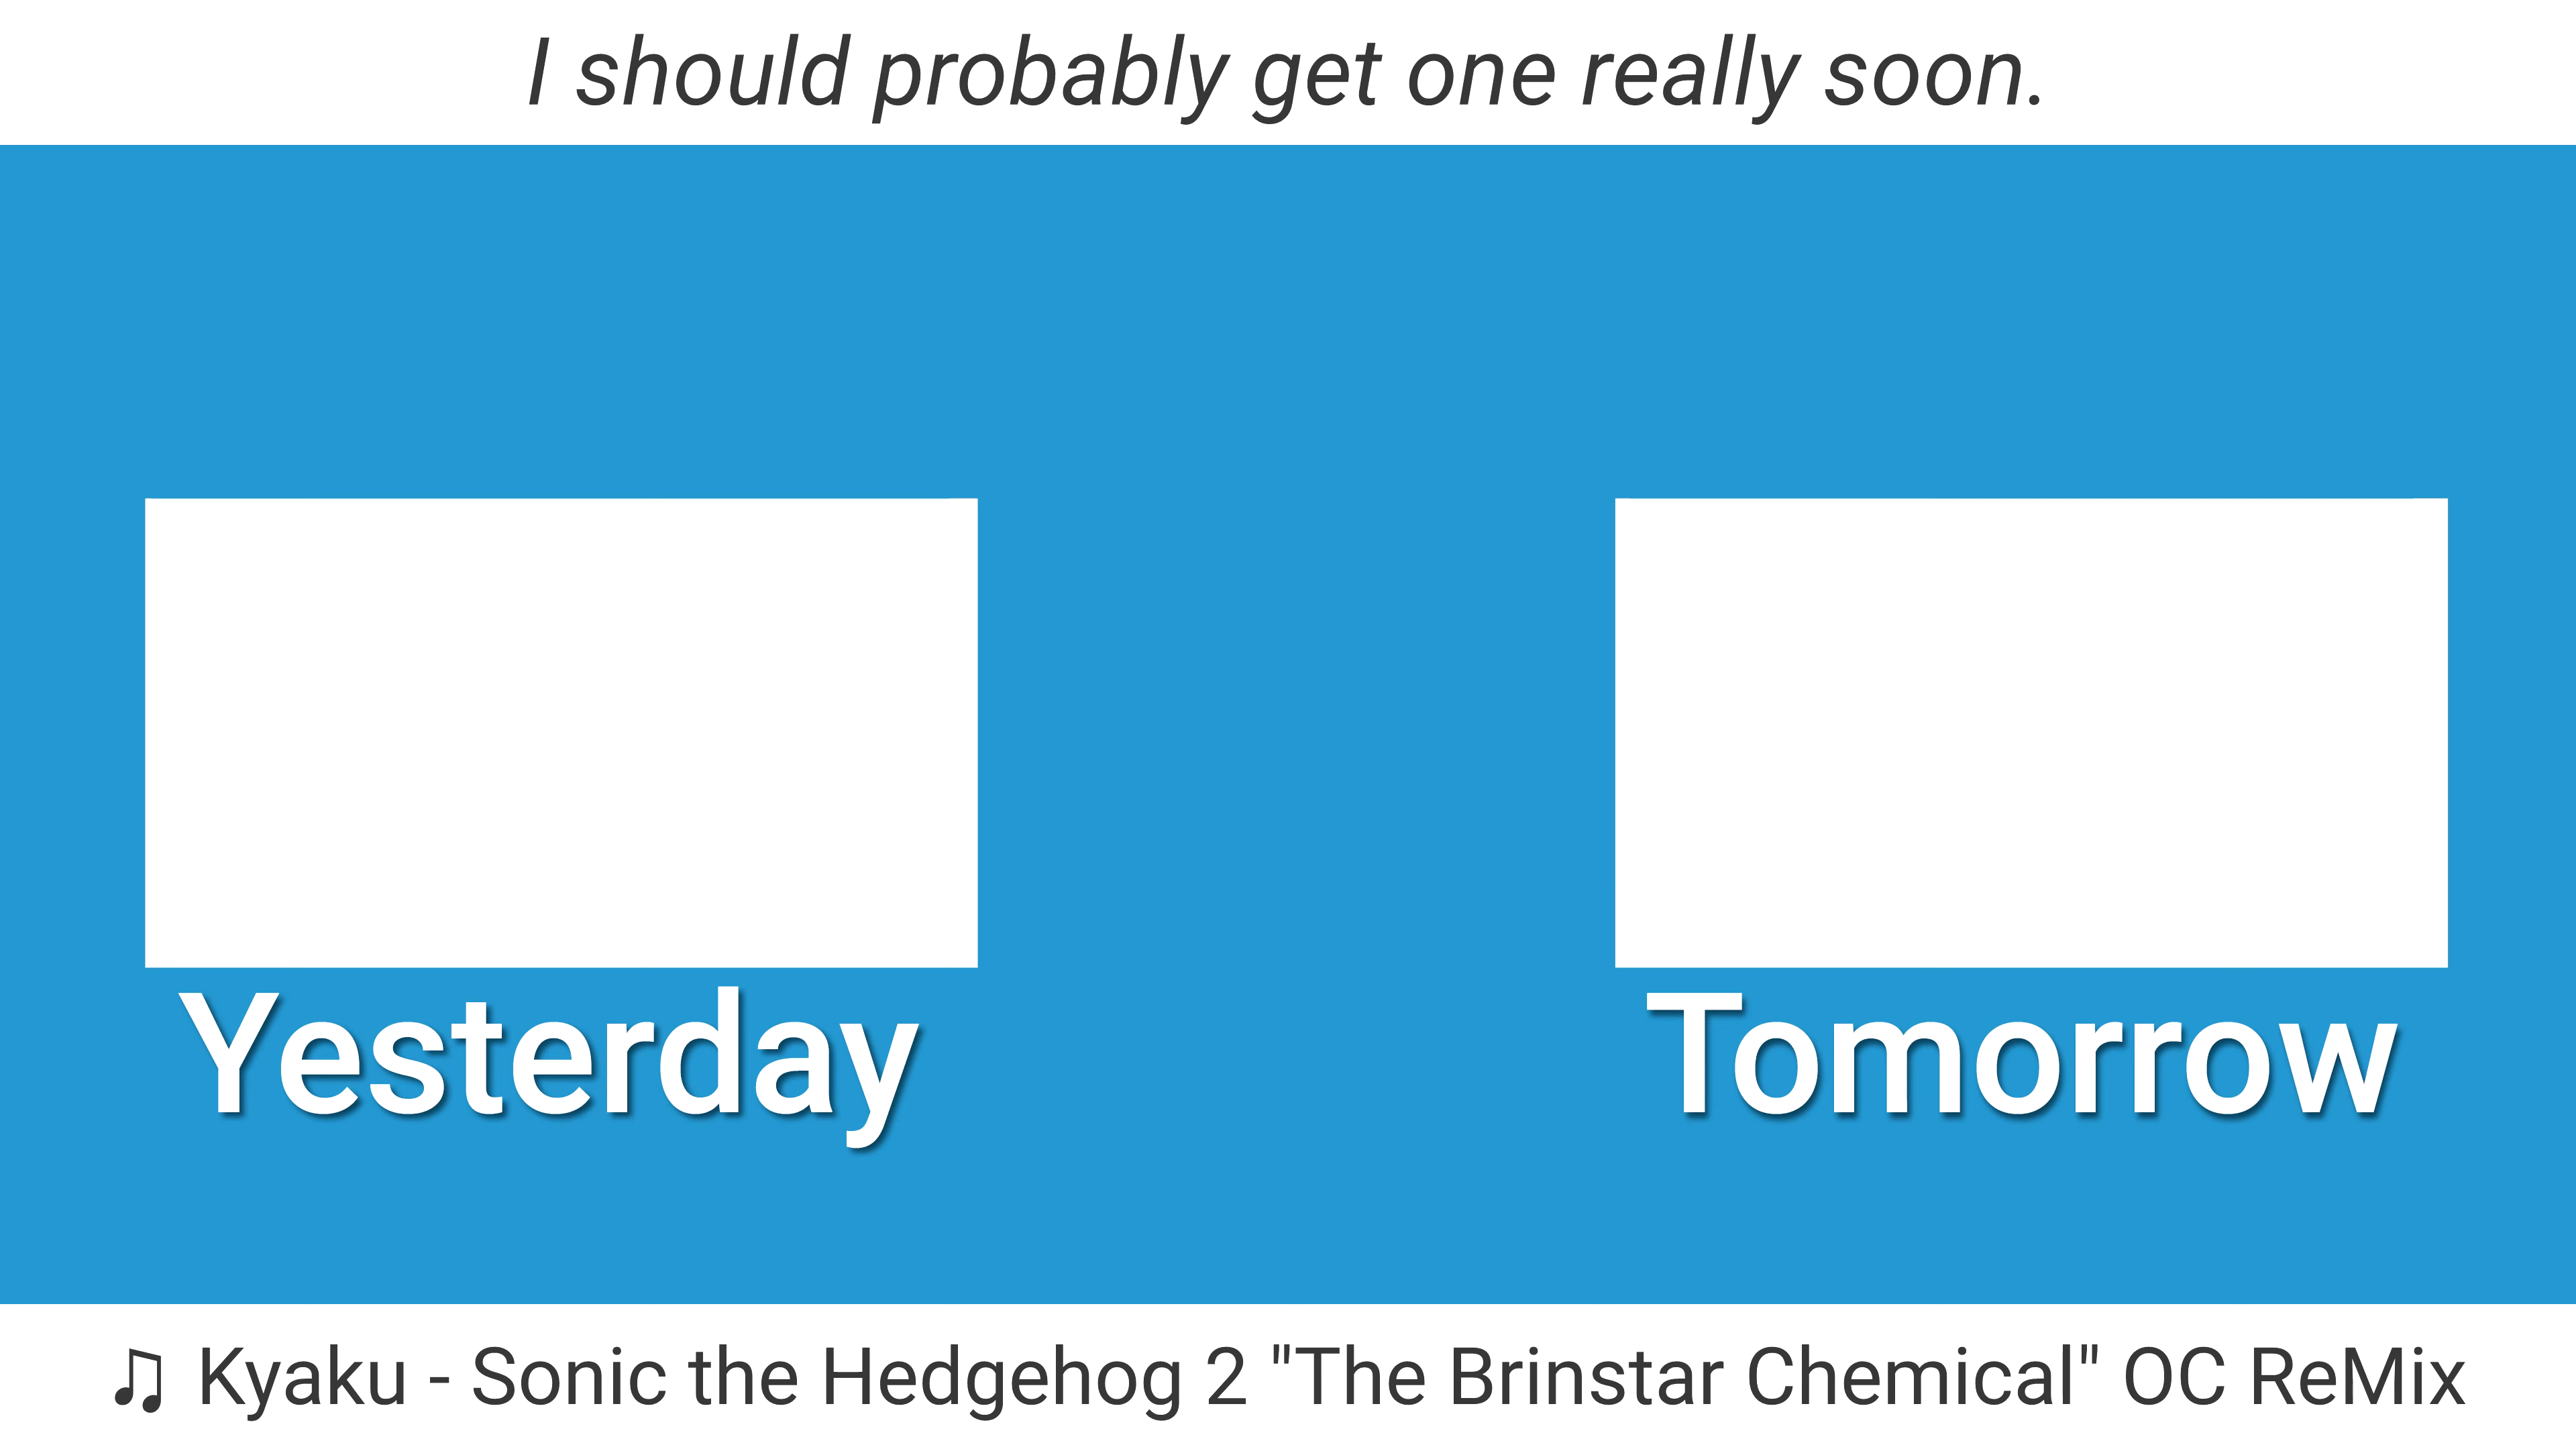 I should probably get one really soon.
Yesterday
Tomorrow
♫ Kyaku - Sonic the Hedgehog 2 "The Brinstar Chemical" OC ReMix